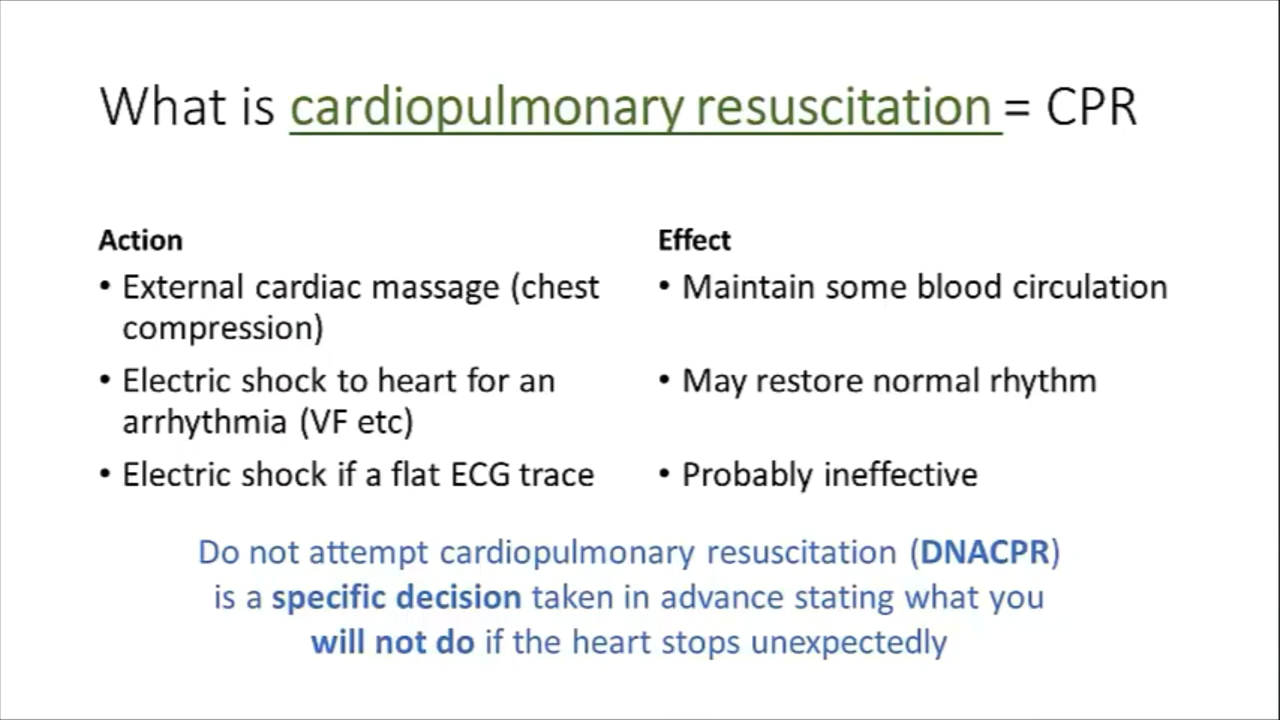 What is cardiopulmonary resuscitation = CPR
Action
• External cardiac massage (chest
compression)
• Electric shock to heart for an
arrhythmia (VF etc)
• Electric shock if a flat ECG trace
Effect
• Maintain some blood circulation
• May restore normal rhythm
• Probably ineffective
Do not attempt cardiopulmonary resuscitation (DNACPR)
is a specific decision taken in advance stating what you
will not do if the heart stops unexpectedly